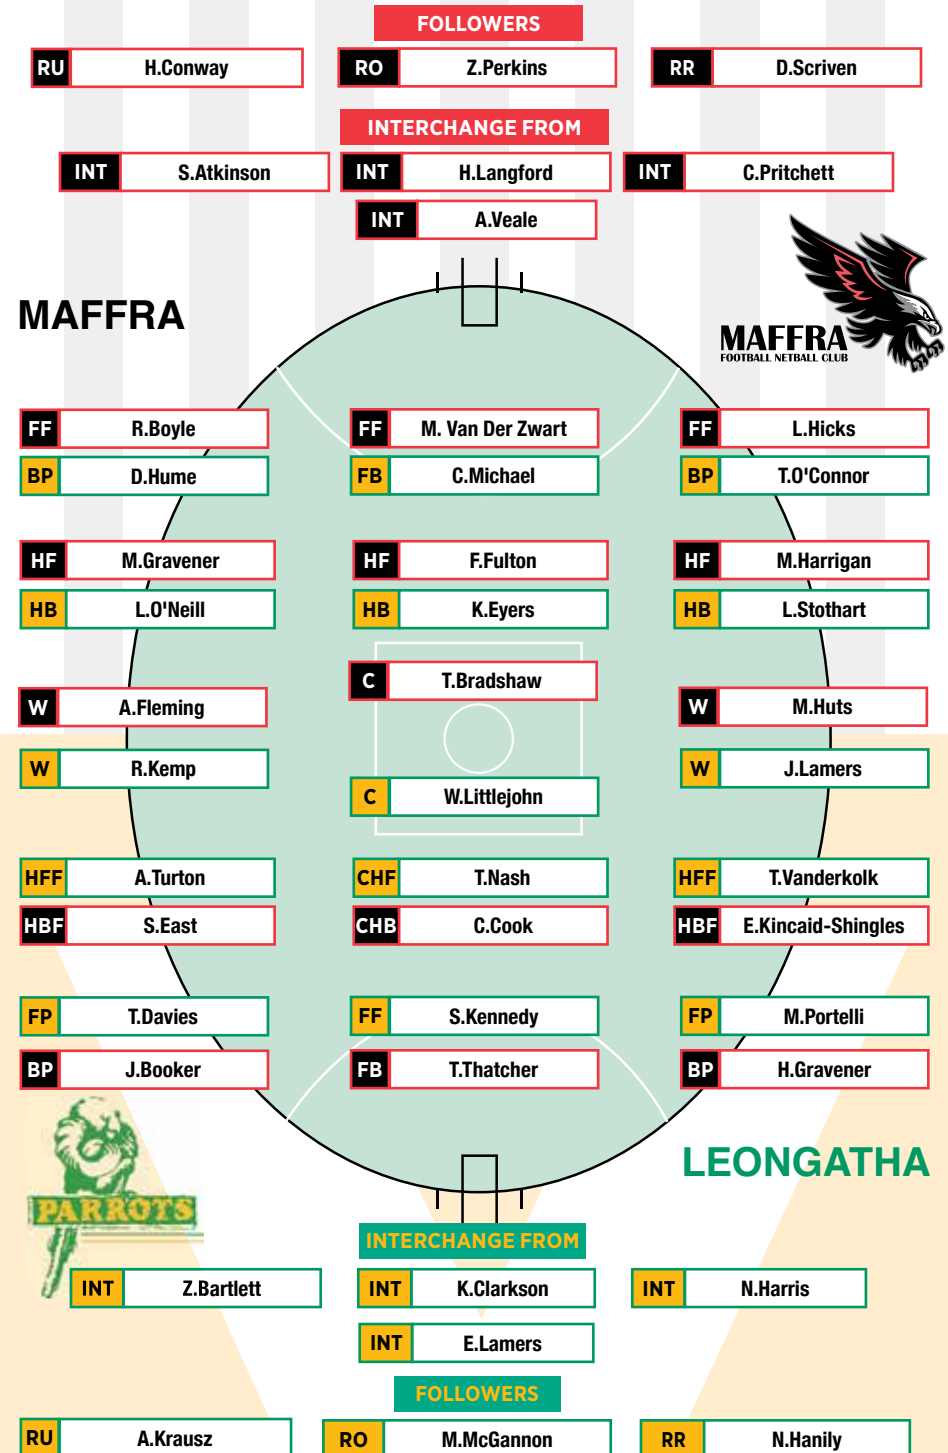 FOLLOWERS
RU H.Conway RO Z.Perkins RR D.Scriven
INTERCHANGE FROM
INT S.Atkinson INT H.Langford INT C.Pritchett
INT A.Veale
MAFFRA
MAFFRA
FOOTBALL NETBALL CLUB
FF R.Boyle FF M. Van Der Zwart FF L.Hicks
BP D.Hume FB C.Michael BP T.O'Connor
HF M.Gravener HF F.Fulton HF M.Harrigan
HB L.O'Neill HB K.Eyers HB L.Stothart
W A.Fleming C T.Bradshaw W M.Huts
W R.Kemp C W.Littlejohn W J.Lamers
HFF A.Turton CHF T.Nash HFF T.Vanderkolk
HBF S.East CHB C.Cook HBF E.Kincaid-Shingles
FP T.Davies FF S.Kennedy FP M.Portelli
BP J.Booker FB T.Thatcher BP H.Gravener
LEONGATHA
PARROTS
INTERCHANGE FROM
INT Z.Bartlett INT K.Clarkson INT N.Harris
INT E.Lamers
FOLLOWERS
RU A.Krausz RO M.McGannon RR N.Hanily